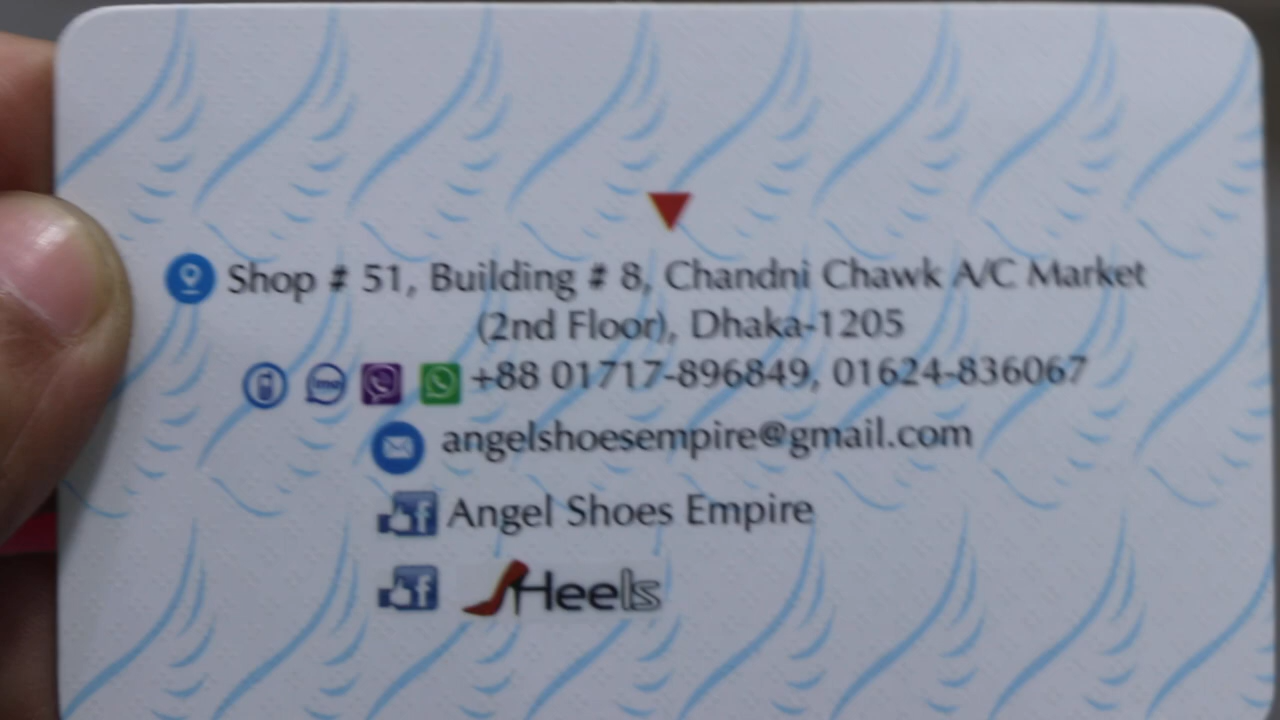 Shop # 51, Building # 8, Chandni Chawk A/C Market
(2nd Floor), Dhaka-1205
imo +88 01717-896849, 01624-836067
angelshoesempire@gmail.com
f Angel Shoes Empire
f Heels